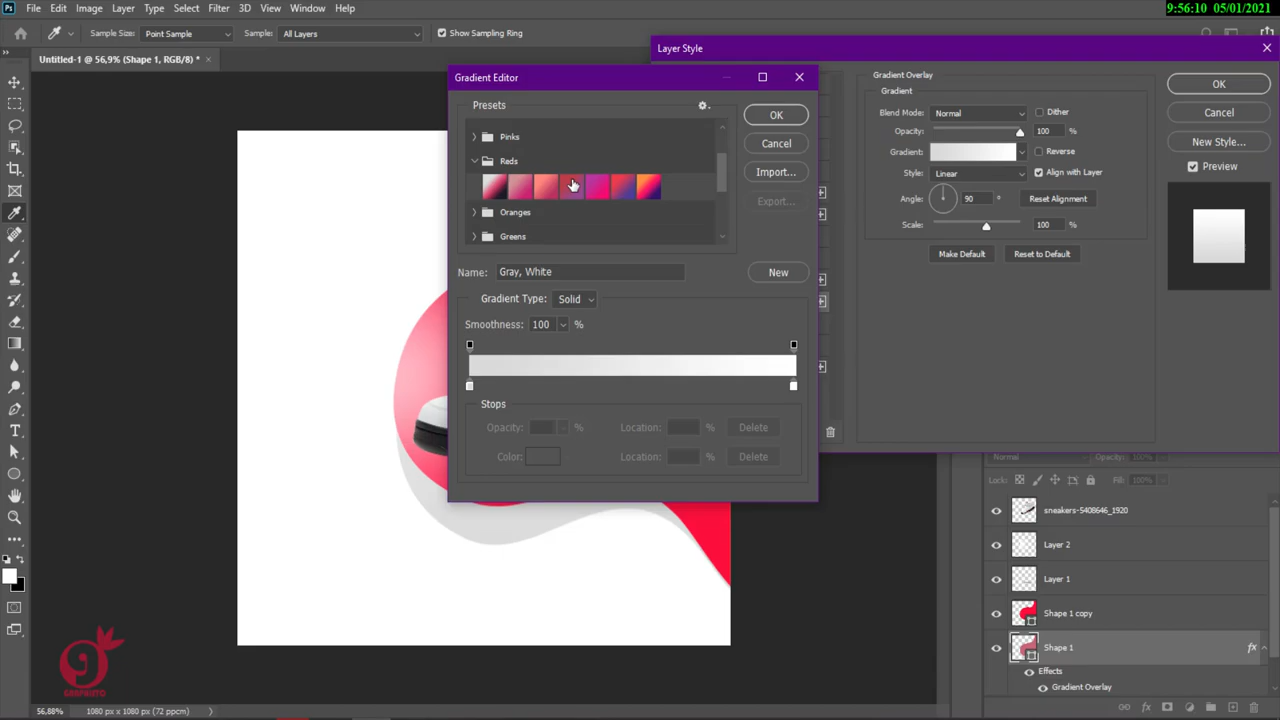 Ps File Edit Image Layer Type Select Filter 3D View Window Help
9:56:10 05/01/2021
Sample Size: Point Sample Sample: All Layers Show Sampling Ring
Untitled-1 @ 56,9% (Shape 1, RGB/8) *
Layer Style
Gradient Editor
Presets
Pinks
Reds
Oranges
Greens
OK
Cancel
Import...
Export...
Name: Gray, White
New
Gradient Type: Solid
Smoothness: 100 %
Stops
Opacity: % Location: % Delete
Color: Location: % Delete
Gradient Overlay
Gradient
Blend Mode: Normal Dither
Opacity: 100 %
Gradient: Reverse
Style: Linear Align with Layer
Angle: 90 ° Reset Alignment
Scale: 100 %
Make Default Reset to Default
OK
Cancel
New Style...
Preview
Normal Opacity: 100%
Lock: Fill: 100%
sneakers-5408646_1920
Layer 2
Layer 1
Shape 1 copy
Shape 1 fx
Effects
Gradient Overlay
56,88% 1080 px x 1080 px (72 ppcm)